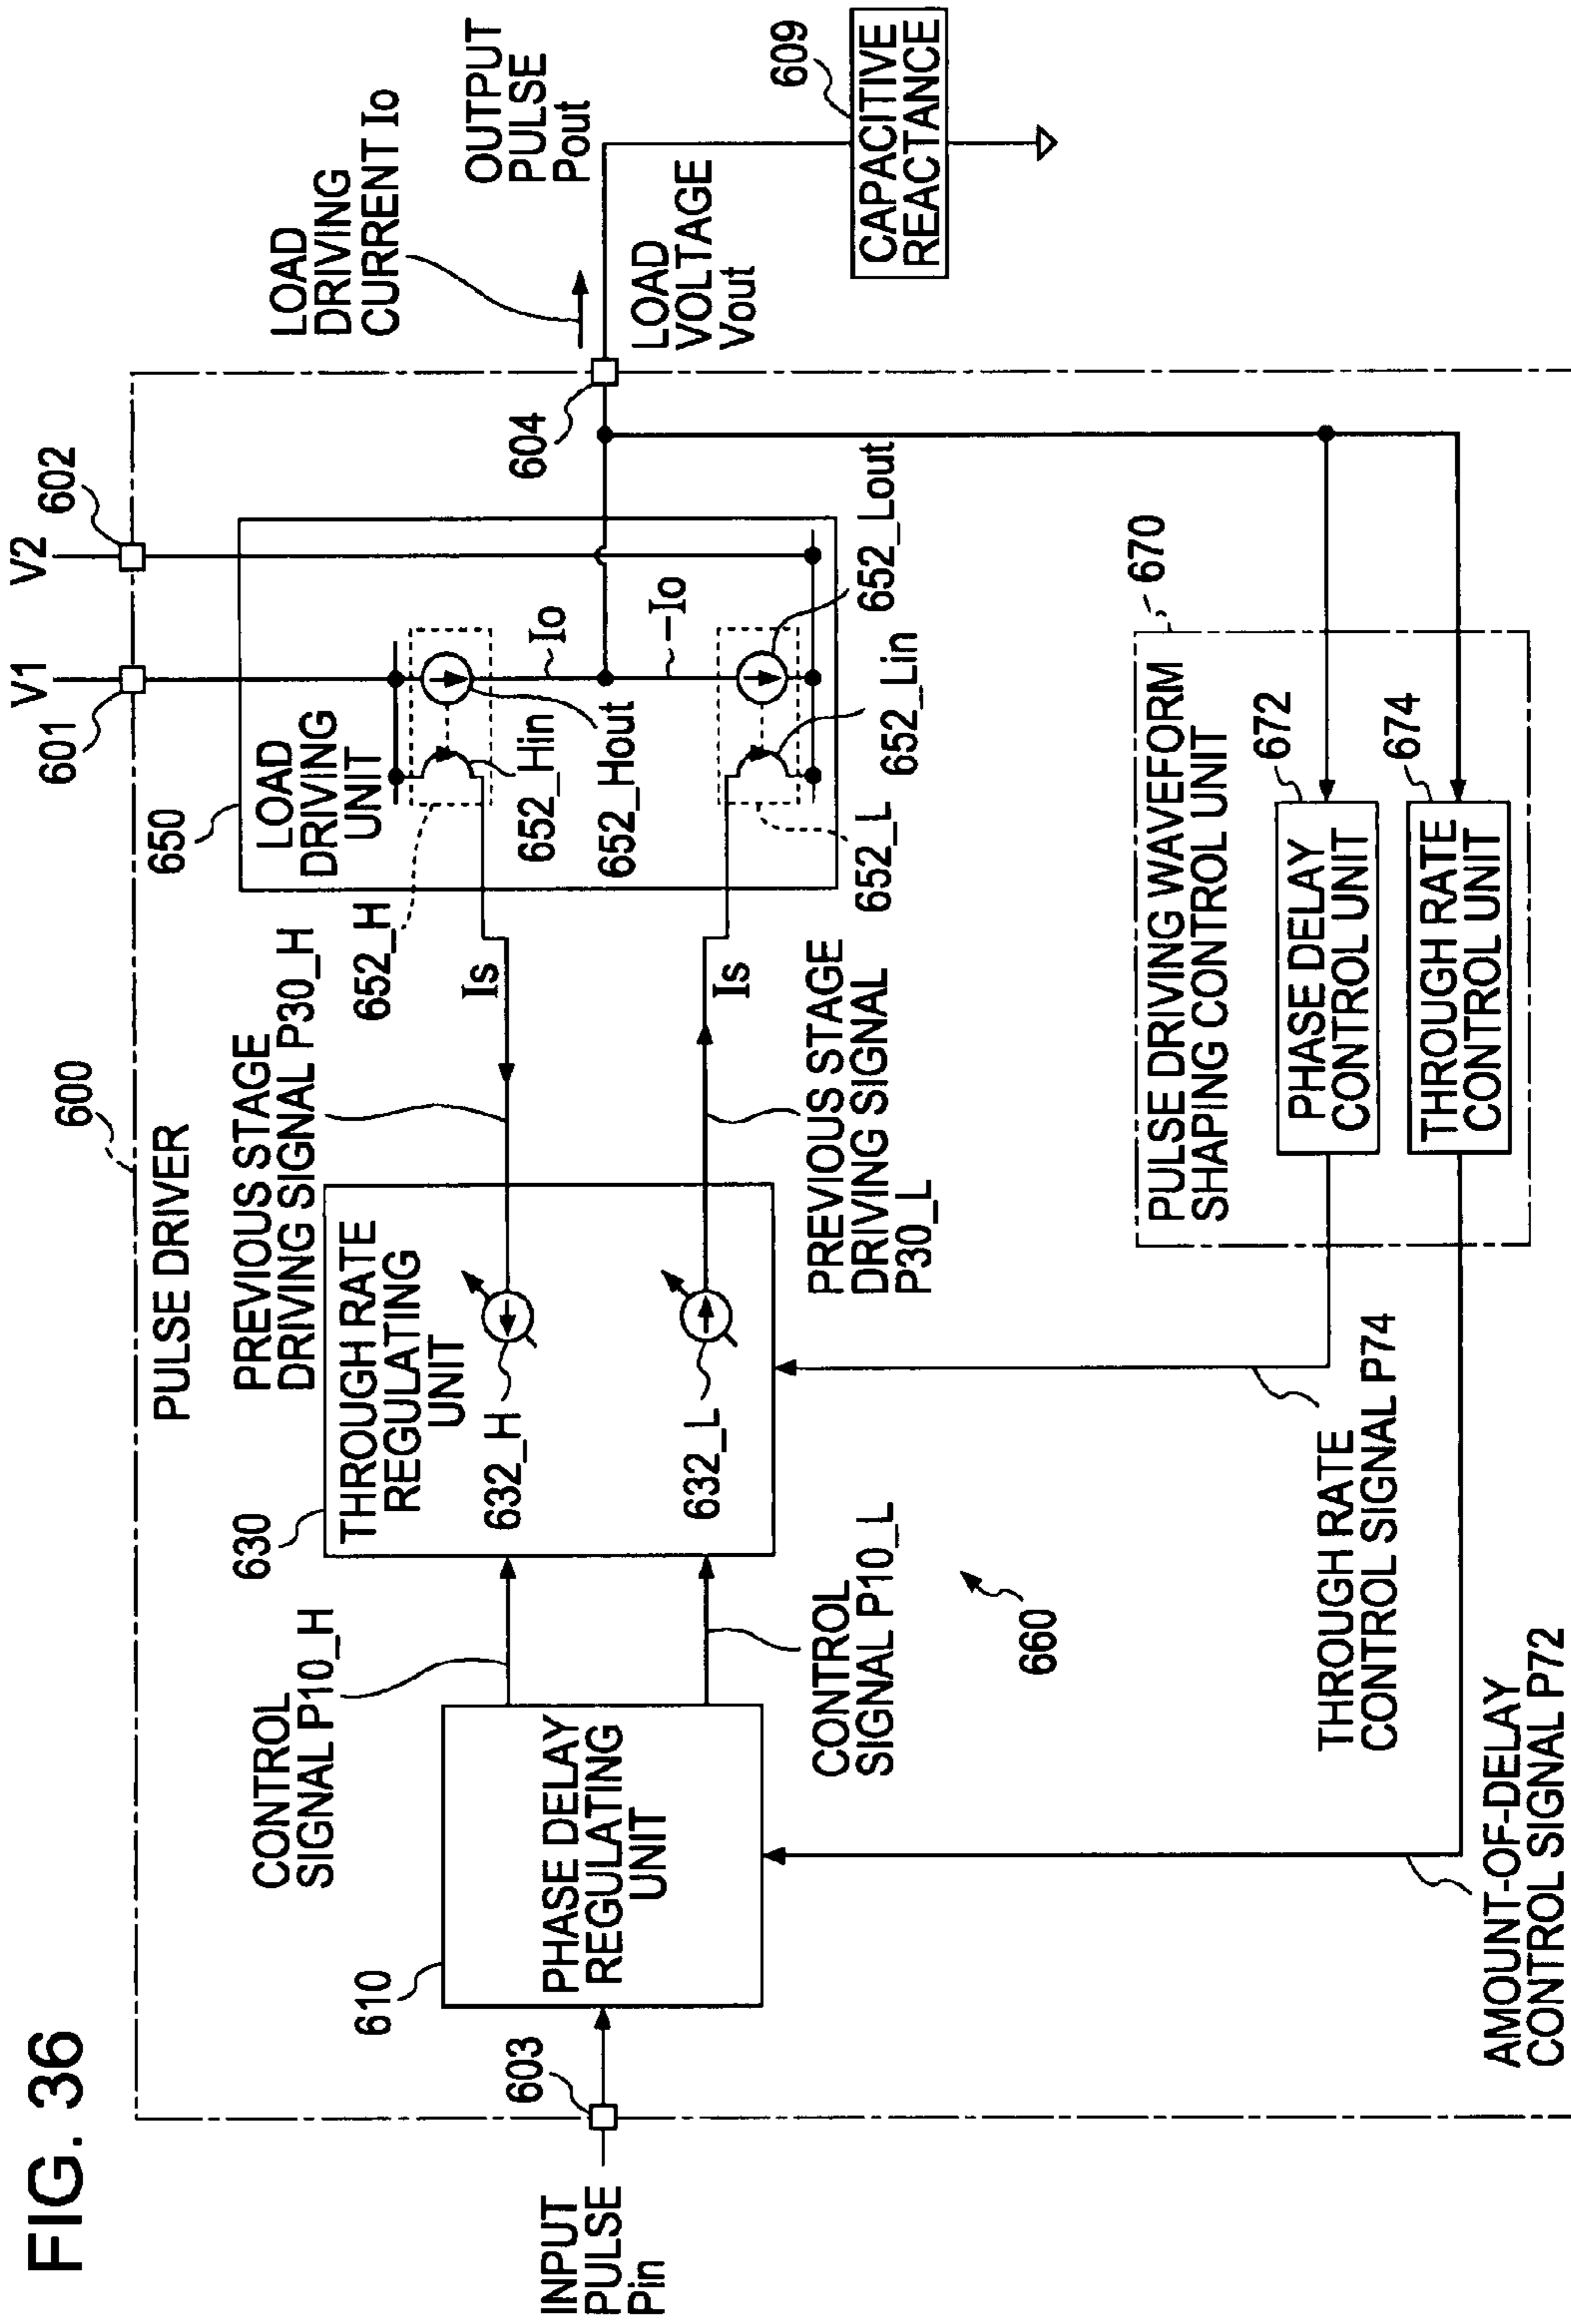 FIG. 36
600
PULSE DRIVER
INPUT
PULSE
Pin
603
610
PHASE DELAY
REGULATING
UNIT
CONTROL
SIGNAL P10_H
CONTROL
SIGNAL P10_L
630
THROUGH RATE
REGULATING
UNIT
632_H
632_L
660
PREVIOUS STAGE
DRIVING SIGNAL P30_H
PREVIOUS STAGE
DRIVING SIGNAL
P30_L
Is
Is
650
LOAD
DRIVING
UNIT
652_H
652_Hin
652_Hout
652_L
652_Lin
652_Lout
Io
-Io
601
V1
V2
602
604
LOAD
DRIVING
CURRENT Io
OUTPUT
PULSE
Pout
LOAD
VOLTAGE
Vout
609
CAPACITIVE
REACTANCE
670
PULSE DRIVING WAVEFORM
SHAPING CONTROL UNIT
672
PHASE DELAY
CONTROL UNIT
674
THROUGH RATE
CONTROL UNIT
THROUGH RATE
CONTROL SIGNAL P74
AMOUNT-OF-DELAY
CONTROL SIGNAL P72